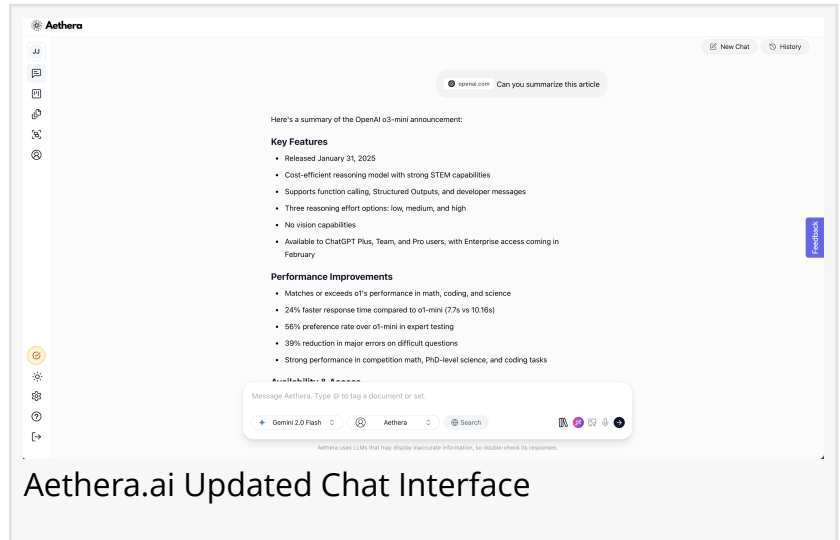 Aethera
JJ
New Chat
History
openai.com Can you summarize this article
Here's a summary of the OpenAI o3-mini announcement:
Key Features
• Released January 31, 2025
• Cost-efficient reasoning model with strong STEM capabilities
• Supports function calling, Structured Outputs, and developer messages
• Three reasoning effort options: low, medium, and high
• No vision capabilities
• Available to ChatGPT Plus, Team, and Pro users, with Enterprise access coming in
February
Feedback
Performance Improvements
• Matches or exceeds o1's performance in math, coding, and science
• 24% faster response time compared to o1-mini (7.7s vs 10.16s)
• 56% preference rate over o1-mini in expert testing
• 39% reduction in major errors on difficult questions
• Strong performance in competition math, PhD-level science, and coding tasks
Availability & Access
Message Aethera. Type @ to tag a document or set.
Gemini 2.0 Flash
Aethera
Search
Aethera uses LLMs that may display inaccurate information, so double-check its responses.
Aethera.ai Updated Chat Interface